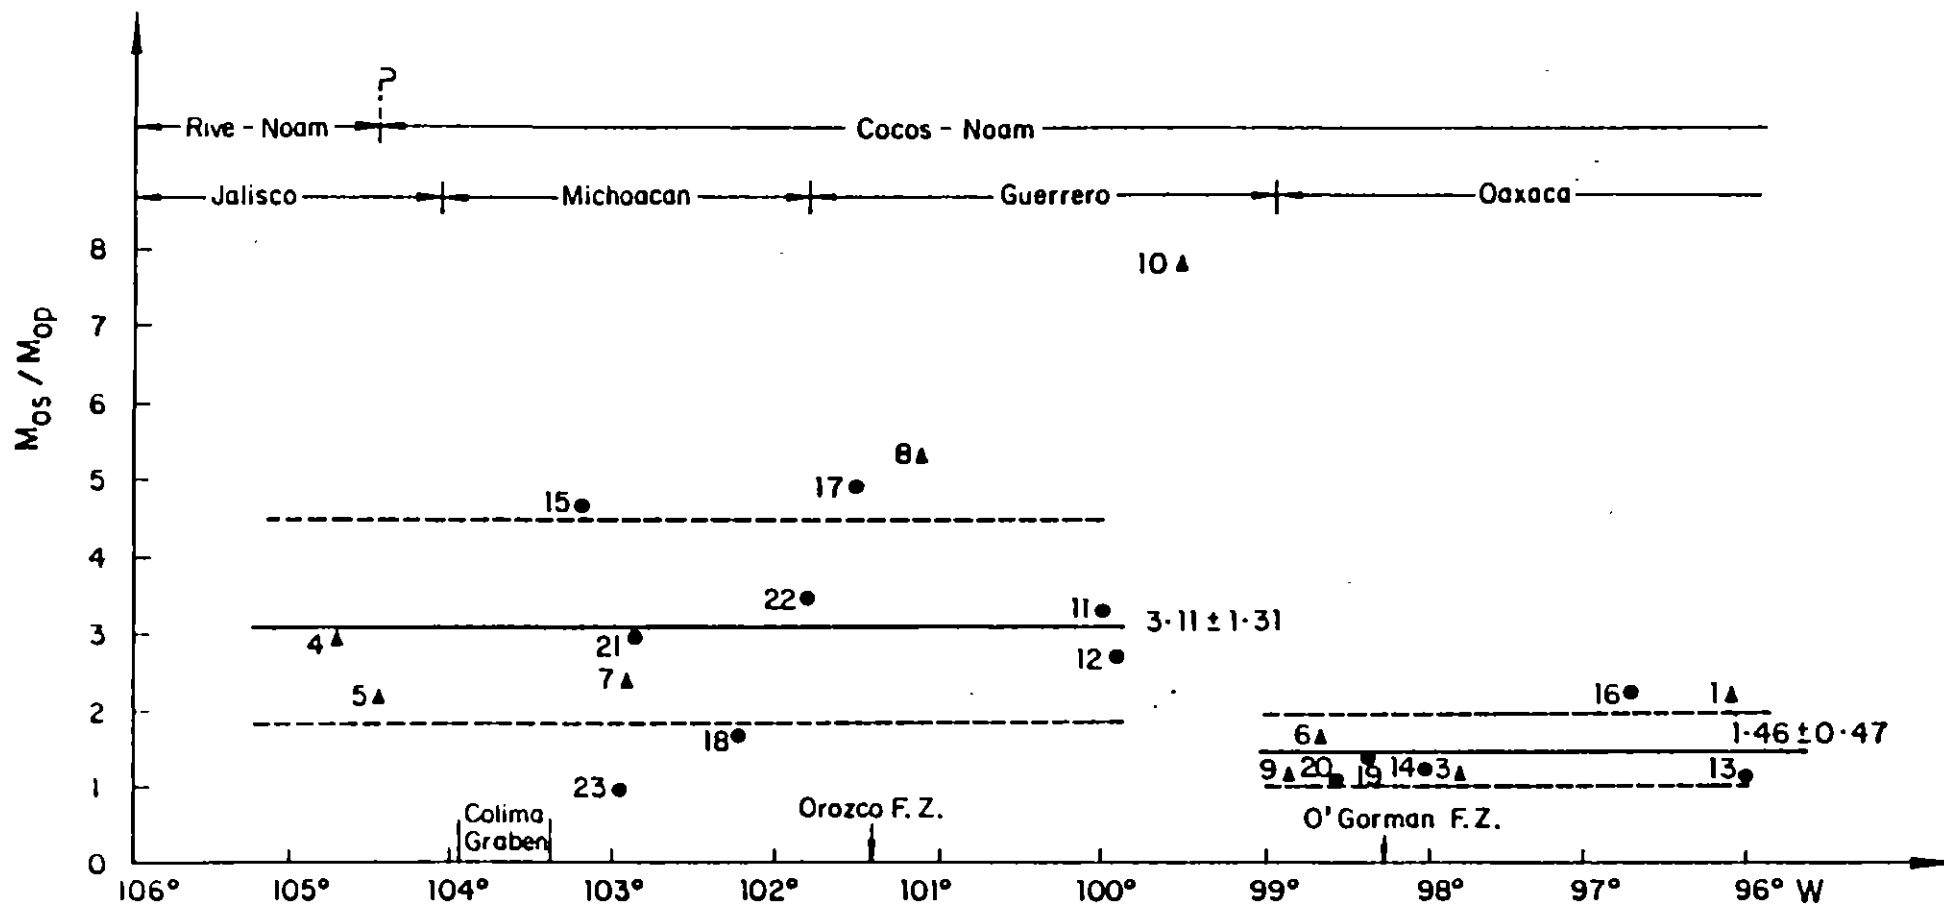 ?
Rive - Noam
Cocos - Noam
Jalisco
Michoacan
Guerrero
Oaxaca
Mos / Mop
8
7
6
5
4
3
2
1
0
10
8
17
15
22
11
3·11 ± 1·31
4
21
12
7
5
16
1
18
6
1·46 ±0·47
9
20
19
14
3
13
23
Colima
Graben
Orozco F. Z.
O' Gorman F. Z.
106° 105° 104° 103° 102° 101° 100° 99° 98° 97° 96° W